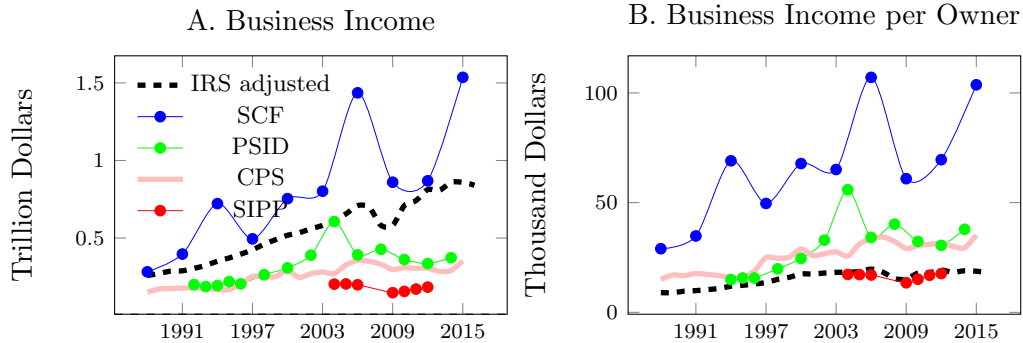 A. Business Income
Trillion Dollars
1.5
1
0.5
1991 1997 2003 2009 2015
IRS adjusted
SCF
PSID
CPS
SIPP
B. Business Income per Owner
Thousand Dollars
100
50
0
1991 1997 2003 2009 2015